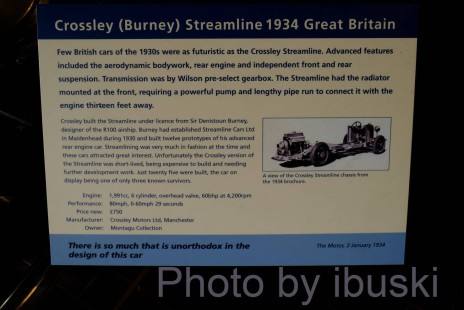 Crossley (Burney) Streamline 1934 Great Britain
Few British cars of the 1930s were as futuristic as the Crossley Streamline. Advanced features
included the aerodynamic bodywork, rear engine and independent front and rear
suspension. Transmission was by Wilson pre-select gearbox. The Streamline had the radiator
mounted at the front, requiring a powerful pump and lengthy pipe run to connect it with the
engine thirteen feet away.
Crossley built the Streamline under licence from Sir Denistoun Burney,
designer of the R100 airship. Burney had established Streamline Cars Ltd
in Maidenhead during 1930 and built twelve prototypes of his advanced
rear engine car. Streamlining was very much in fashion at the time and
these cars attracted great interest. Unfortunately the Crossley version of
the Streamline was short-lived, being expensive to build and needing
further development work. Just twenty five were built, the car on
display being one of only three known survivors.
A view of the Crossley Streamline chassis from
the 1934 brochure.
Engine: 1,991cc, 6 cylinder, overhead valve, 60bhp at 4,200rpm
Performance: 80mph, 0-60mph 29 seconds
Price new: £750
Manufacturer: Crossley Motors Ltd, Manchester
Owner: Montagu Collection
There is so much that is unorthodox in the
design of this car
The Motor, 2 January 1934
Photo by ibuski